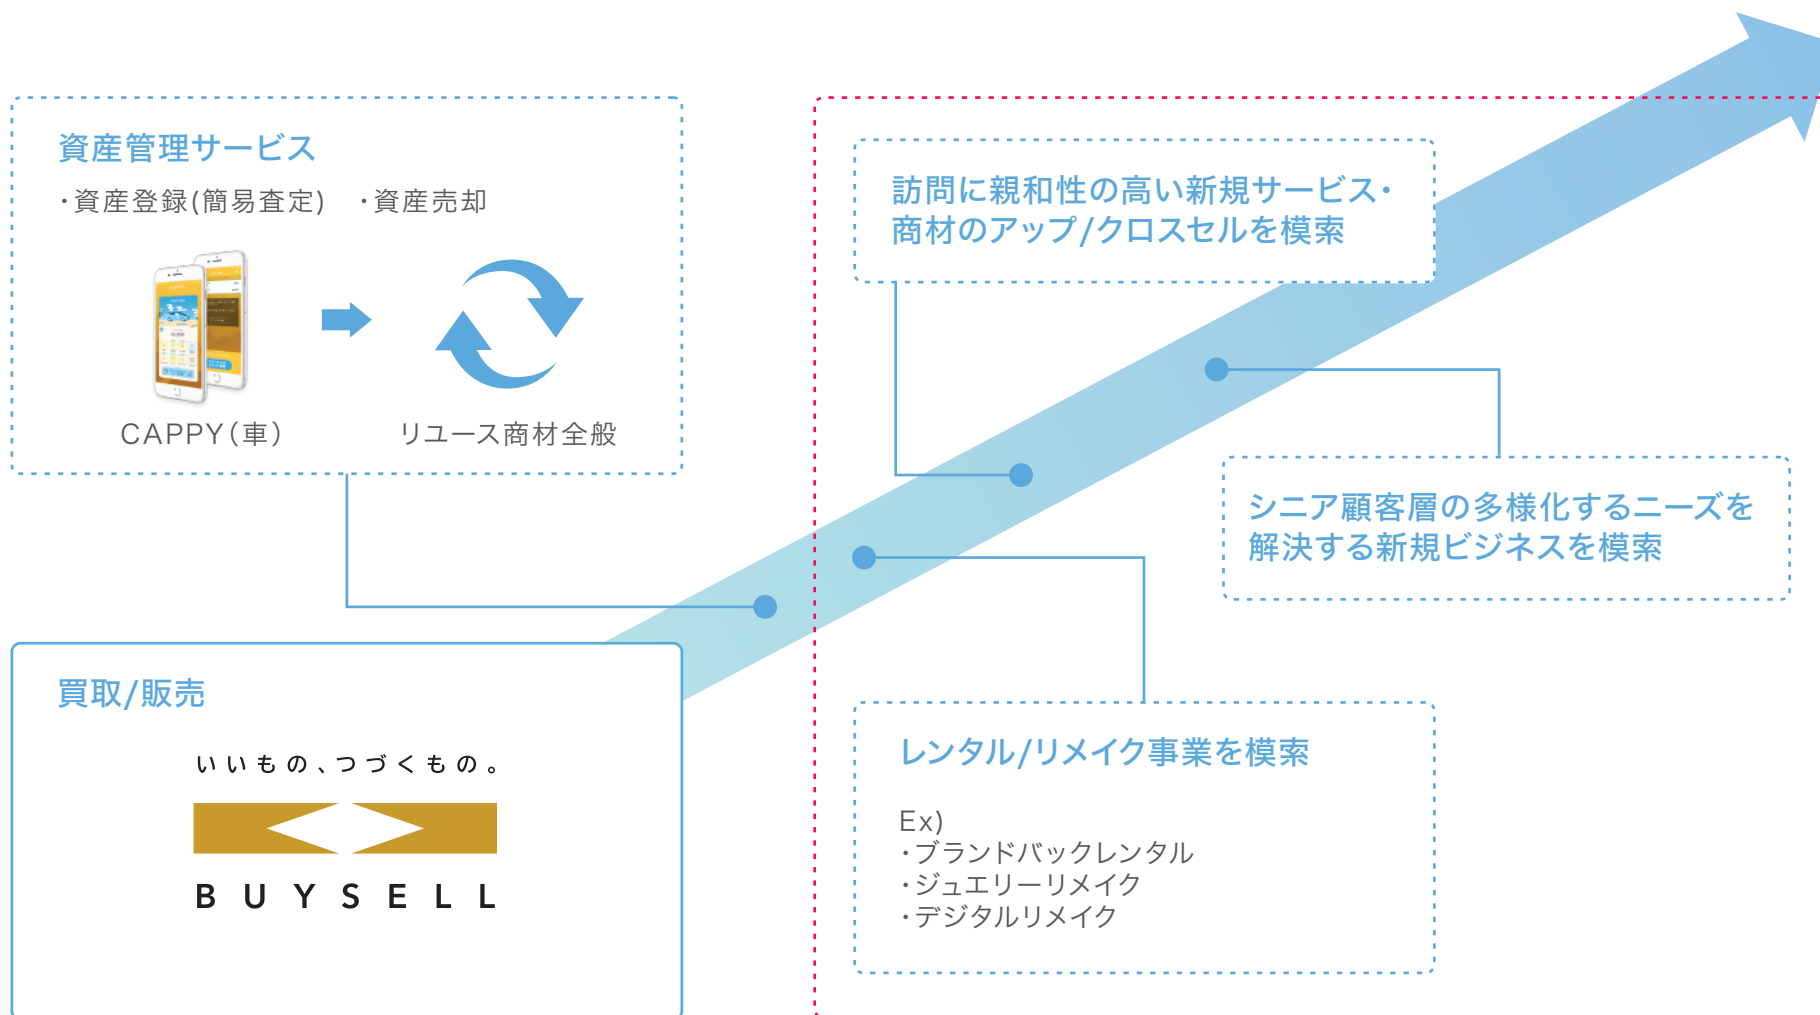 資産管理サービス
・資産登録(簡易査定)　・資産売却
CAPPY（車）
リユース商材全般
買取/販売
いいもの、つづくもの。
BUYSELL
訪問に親和性の高い新規サービス・
商材のアップ/クロスセルを模索
シニア顧客層の多様化するニーズを
解決する新規ビジネスを模索
レンタル/リメイク事業を模索
Ex)
・ブランドバックレンタル
・ジュエリーリメイク
・デジタルリメイク